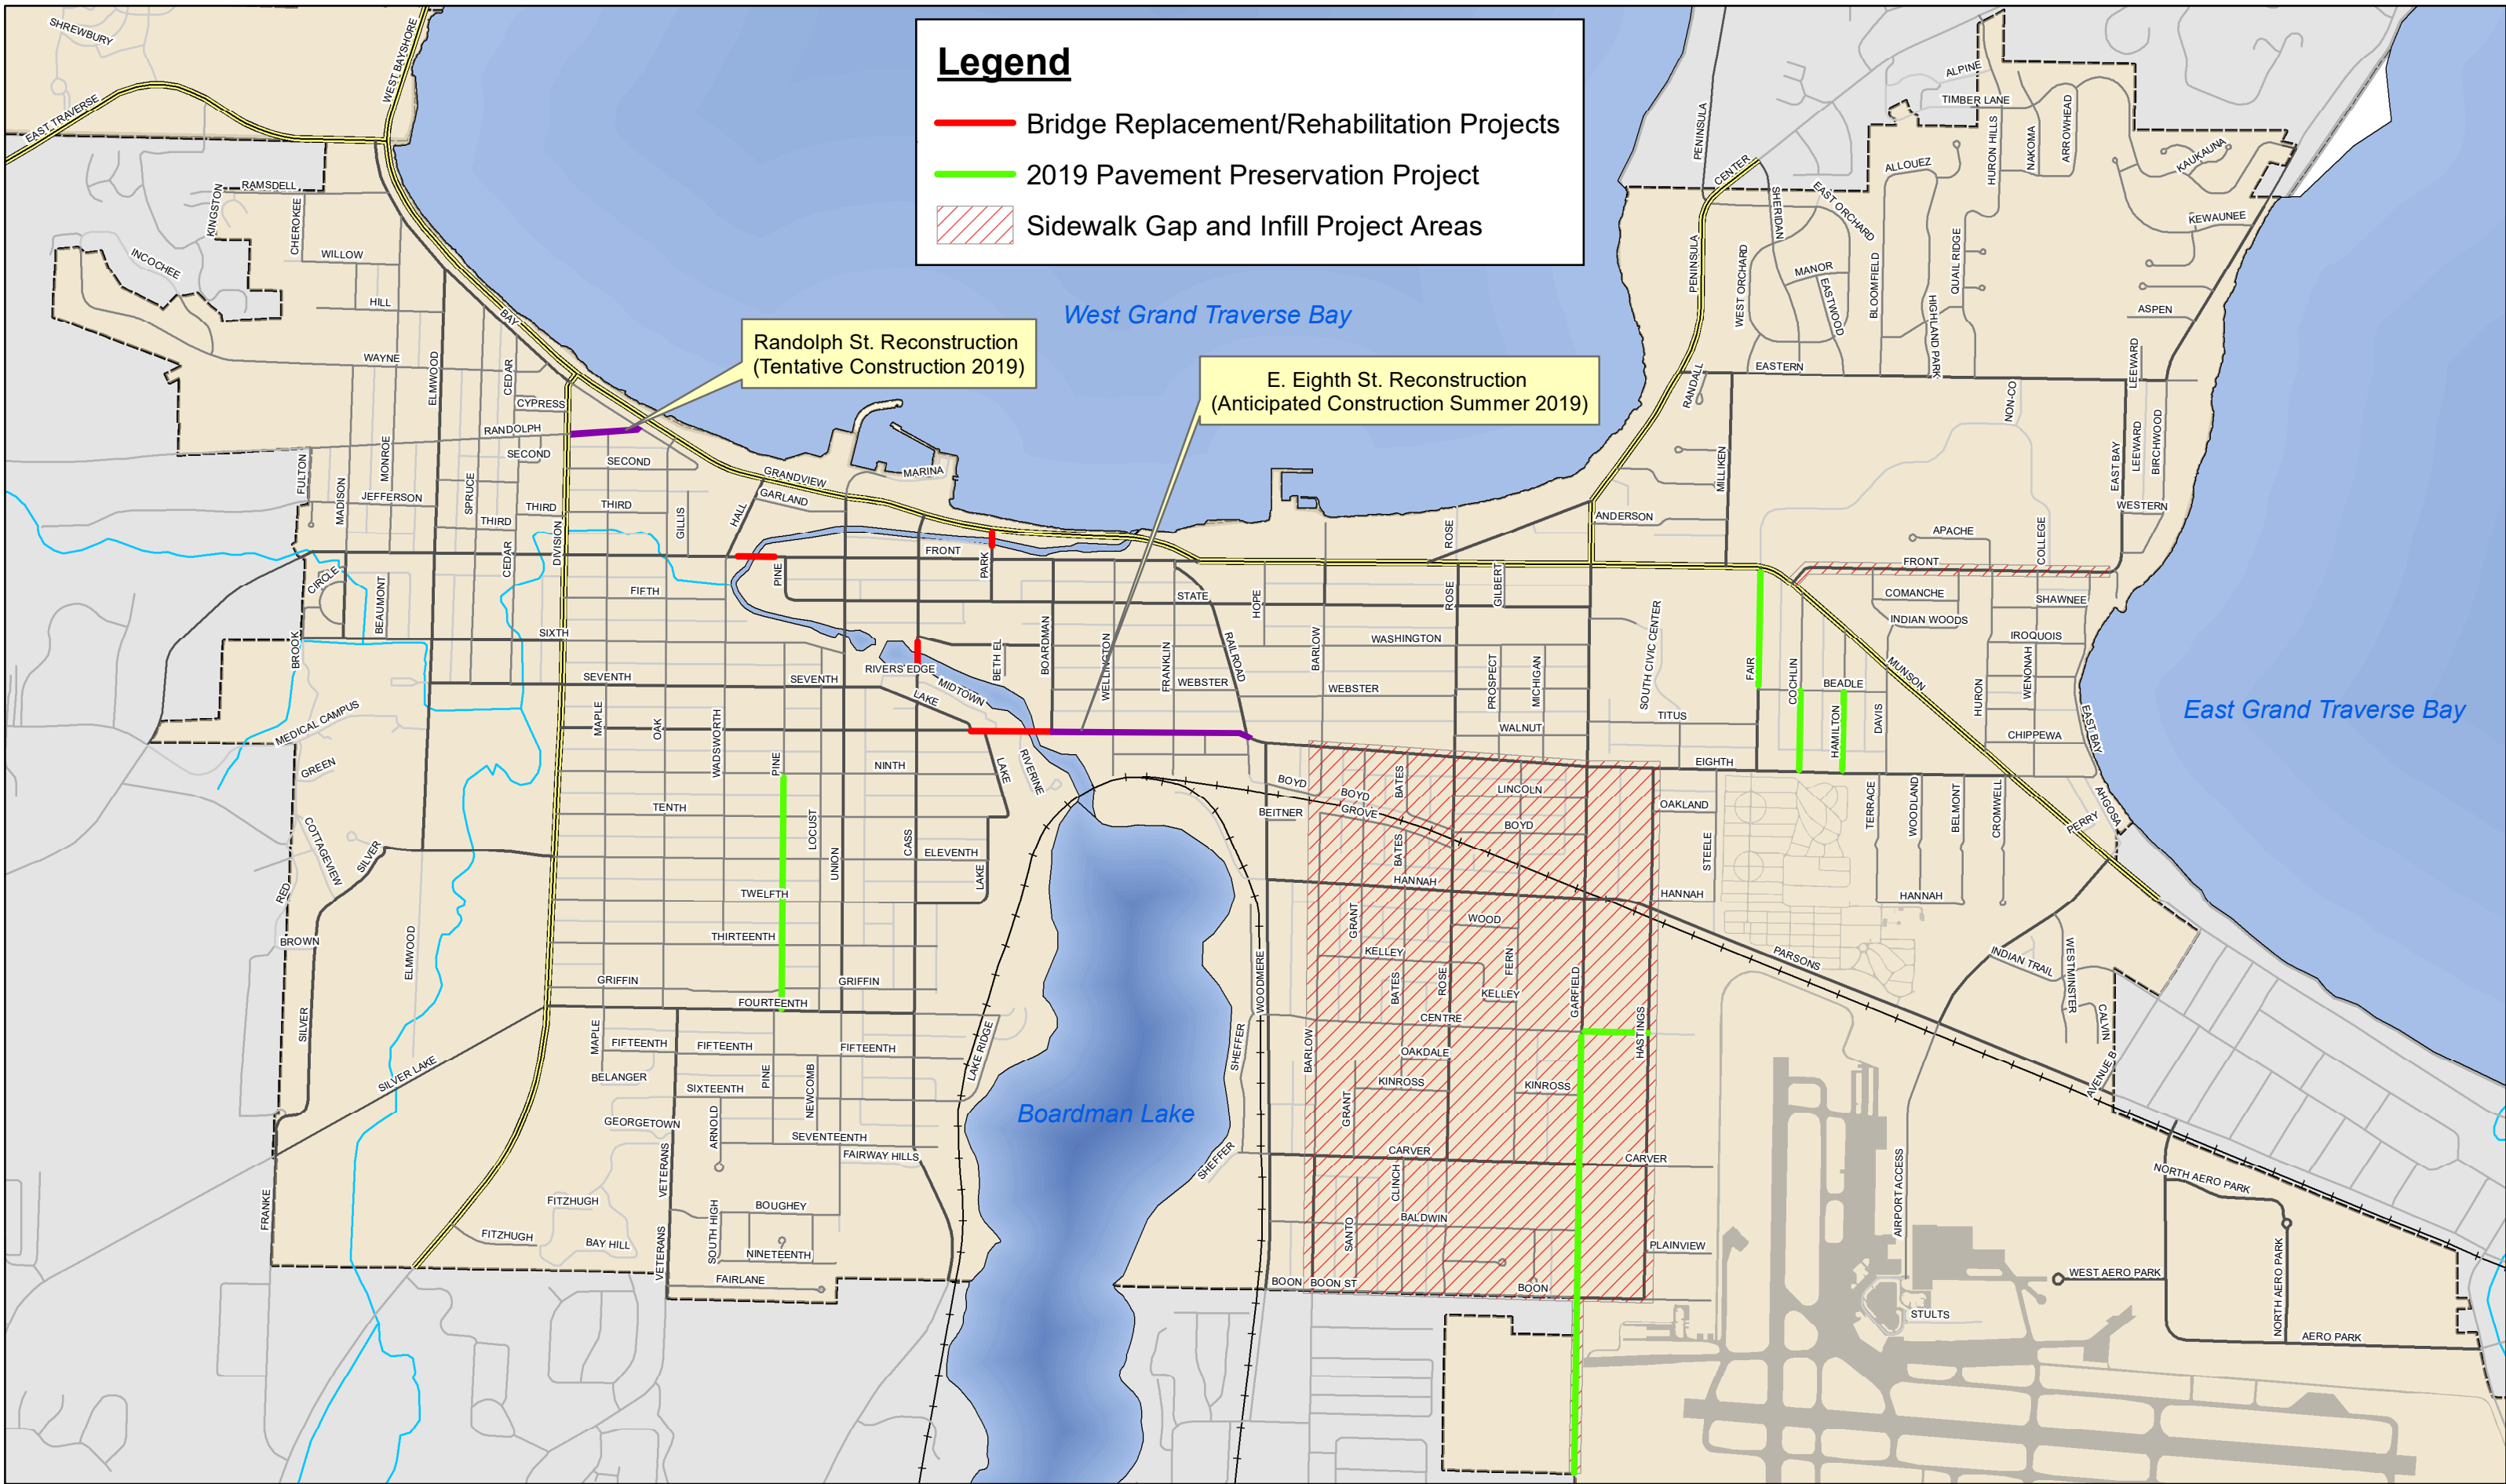 Legend
Bridge Replacement/Rehabilitation Projects
2019 Pavement Preservation Project
Sidewalk Gap and Infill Project Areas
SHREWBURY
WEST BAYSHORE
EAST TRAVERSE
RAMSDELL
KINGSTON
CHEROKEE
WILLOW
INCOCHEE
HILL
BAY
WAYNE
ELMWOOD
CEDAR
CYPRESS
West Grand Traverse Bay
Randolph St. Reconstruction
(Tentative Construction 2019)
E. Eighth St. Reconstruction
(Anticipated Construction Summer 2019)
PENINSULA
CENTER
SHERIDAN
EAST ORCHARD
WEST ORCHARD
PENINSULA
MANOR
EASTWOOD
BLOOMFIELD
ALLOUEZ
ALPINE
TIMBER LANE
HURON HILLS
NAKOMA
ARROWHEAD
KAUKAUNA
KEWAUNEE
QUAIL RIDGE
HIGHLAND PARK
ASPEN
LEEWARD
EASTERN
RANDALL
NON-CO
MILLIKEN
EAST BAY
LEEWARD
BIRCHWOOD
WESTERN
RANDOLPH
SECOND
SECOND
FULTON
MADISON
MONROE
JEFFERSON
SPRUCE
THIRD
THIRD
THIRD
DIVISION
GILLIS
HALL
GRANDVIEW
GARLAND
MARINA
ANDERSON
ROSE
APACHE
COLLEGE
FRONT
FRONT
PARK
PINE
CIRCLE
BEAUMONT
CEDAR
FIFTH
STATE
HOPE
ROSE
GILBERT
COMANCHE
SHAWNEE
INDIAN WOODS
IROQUOIS
BROOK
SIXTH
RIVERS EDGE
MIDTOWN
BETH EL
BOARDMAN
WELLINGTON
FRANKLIN
RAILROAD
BARLOW
WASHINGTON
SOUTH CIVIC CENTER
FAIR
COCHLIN
BEADLE
HAMILTON
DAVIS
MUNSON
HURON
WENONAH
EAST BAY
East Grand Traverse Bay
SEVENTH
SEVENTH
LAKE
WEBSTER
WEBSTER
PROSPECT
MICHIGAN
TITUS
WALNUT
CHIPPEWA
MEDICAL CAMPUS
GREEN
MAPLE
OAK
WADSWORTH
PINE
NINTH
LAKE
RIVERINE
BOYD
BOYD
BATES
LINCOLN
EIGHTH
OAKLAND
TENTH
LOCUST
UNION
CASS
BEITNER
GROVE
BOYD
STEELE
TERRACE
WOODLAND
BELMONT
CROMWELL
PERRY
AHGOSA
COTTAGEVIEW
SILVER
ELEVENTH
LAKE
BATES
HANNAH
HANNAH
HANNAH
RED
TWELFTH
GRANT
WOOD
BROWN
ELMWOOD
THIRTEENTH
KELLEY
FERN
PARSONS
INDIAN TRAIL
WESTMINSTER
GRIFFIN
GRIFFIN
WOODMERE
BATES
ROSE
KELLEY
GARFIELD
CALVIN
FOURTEENTH
SILVER
CENTRE
HASTINGS
MAPLE
FIFTEENTH
FIFTEENTH
FIFTEENTH
LAKE RIDGE
SHEFFER
BARLOW
OAKDALE
AVENUE B
SILVER LAKE
BELANGER
SIXTEENTH
PINE
NEWCOMB
KINROSS
KINROSS
GRANT
Boardman Lake
GEORGETOWN
ARNOLD
SEVENTEENTH
FAIRWAY HILLS
SHEFFER
CARVER
CARVER
CLINCH
VETERANS
FRANKE
FITZHUGH
FITZHUGH
BAY HILL
VETERANS
SOUTH HIGH
BOUGHEY
NINETEENTH
FAIRLANE
SANTO
BALDWIN
PLAINVIEW
AIRPORT ACCESS
NORTH AERO PARK
BOON
BOON ST
BOON
WEST AERO PARK
NORTH AERO PARK
STULTS
AERO PARK